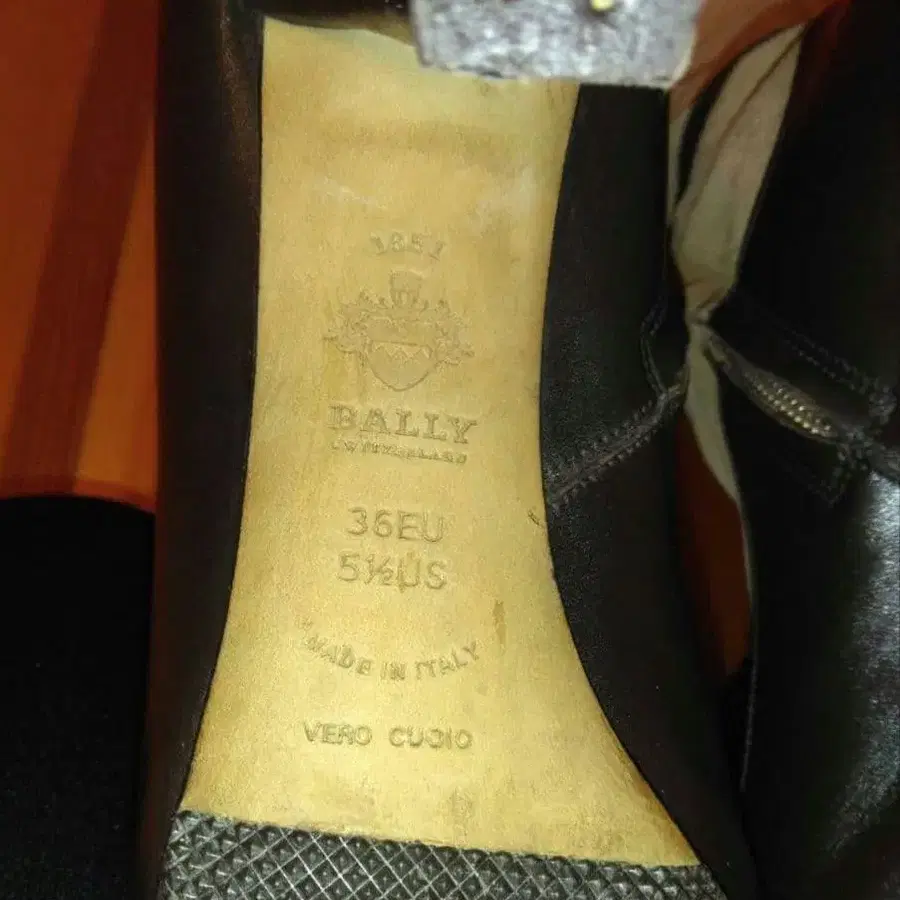 1851
BALLY
SWITZERLAND
36EU
5½US
MADE IN ITALY
VERO CUOIO